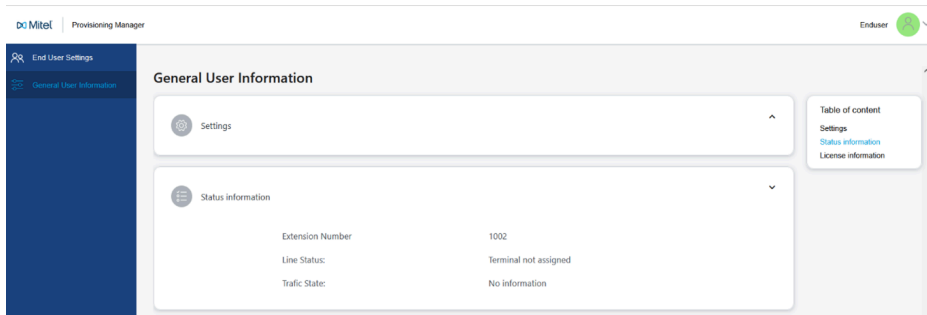 Mitel Provisioning Manager
Enduser
End User Settings
General User Information
General User Information
Settings
Table of content
Settings
Status information
License information
Status information
Extension Number 1002
Line Status: Terminal not assigned
Trafic State: No information